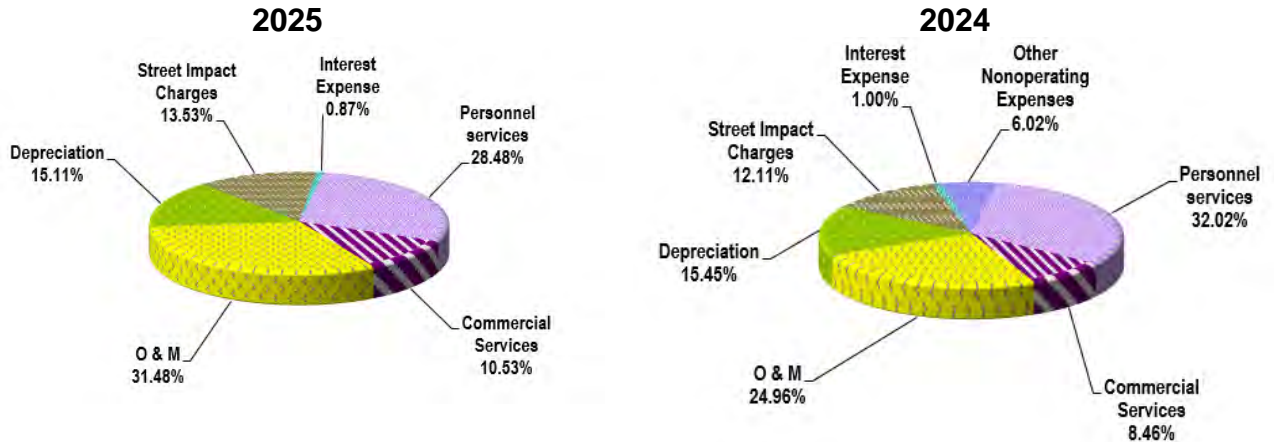 2025
Street Impact
Charges
13.53%
Interest
Expense
0.87%
Personnel
services
28.48%
Depreciation
15.11%
Commercial
Services
10.53%
O & M
31.48%
2024
Interest
Expense
1.00%
Other
Nonoperating
Expenses
6.02%
Street Impact
Charges
12.11%
Personnel
services
32.02%
Depreciation
15.45%
O & M
24.96%
Commercial
Services
8.46%